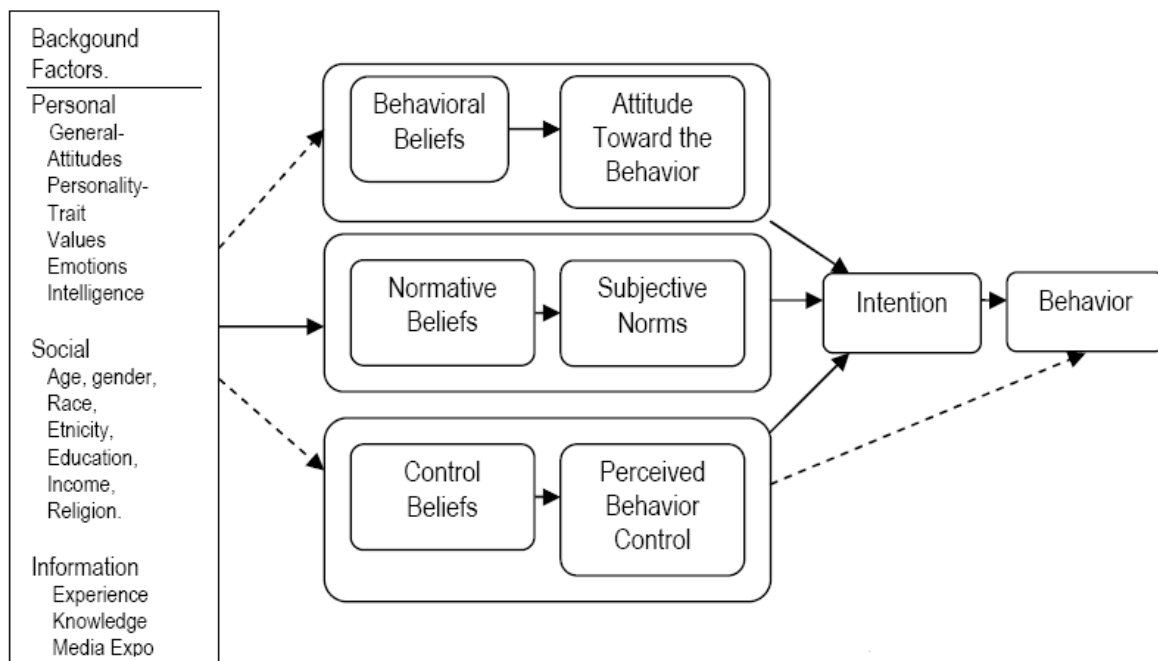 Backgound
Factors.
Personal
General-
Attitudes
Personality-
Trait
Values
Emotions
Intelligence
Social
Age, gender,
Race,
Etnicity,
Education,
Income,
Religion.
Information
Experience
Knowledge
Media Expo
Behavioral
Beliefs
Attitude
Toward the
Behavior
Normative
Beliefs
Subjective
Norms
Control
Beliefs
Perceived
Behavior
Control
Intention
Behavior